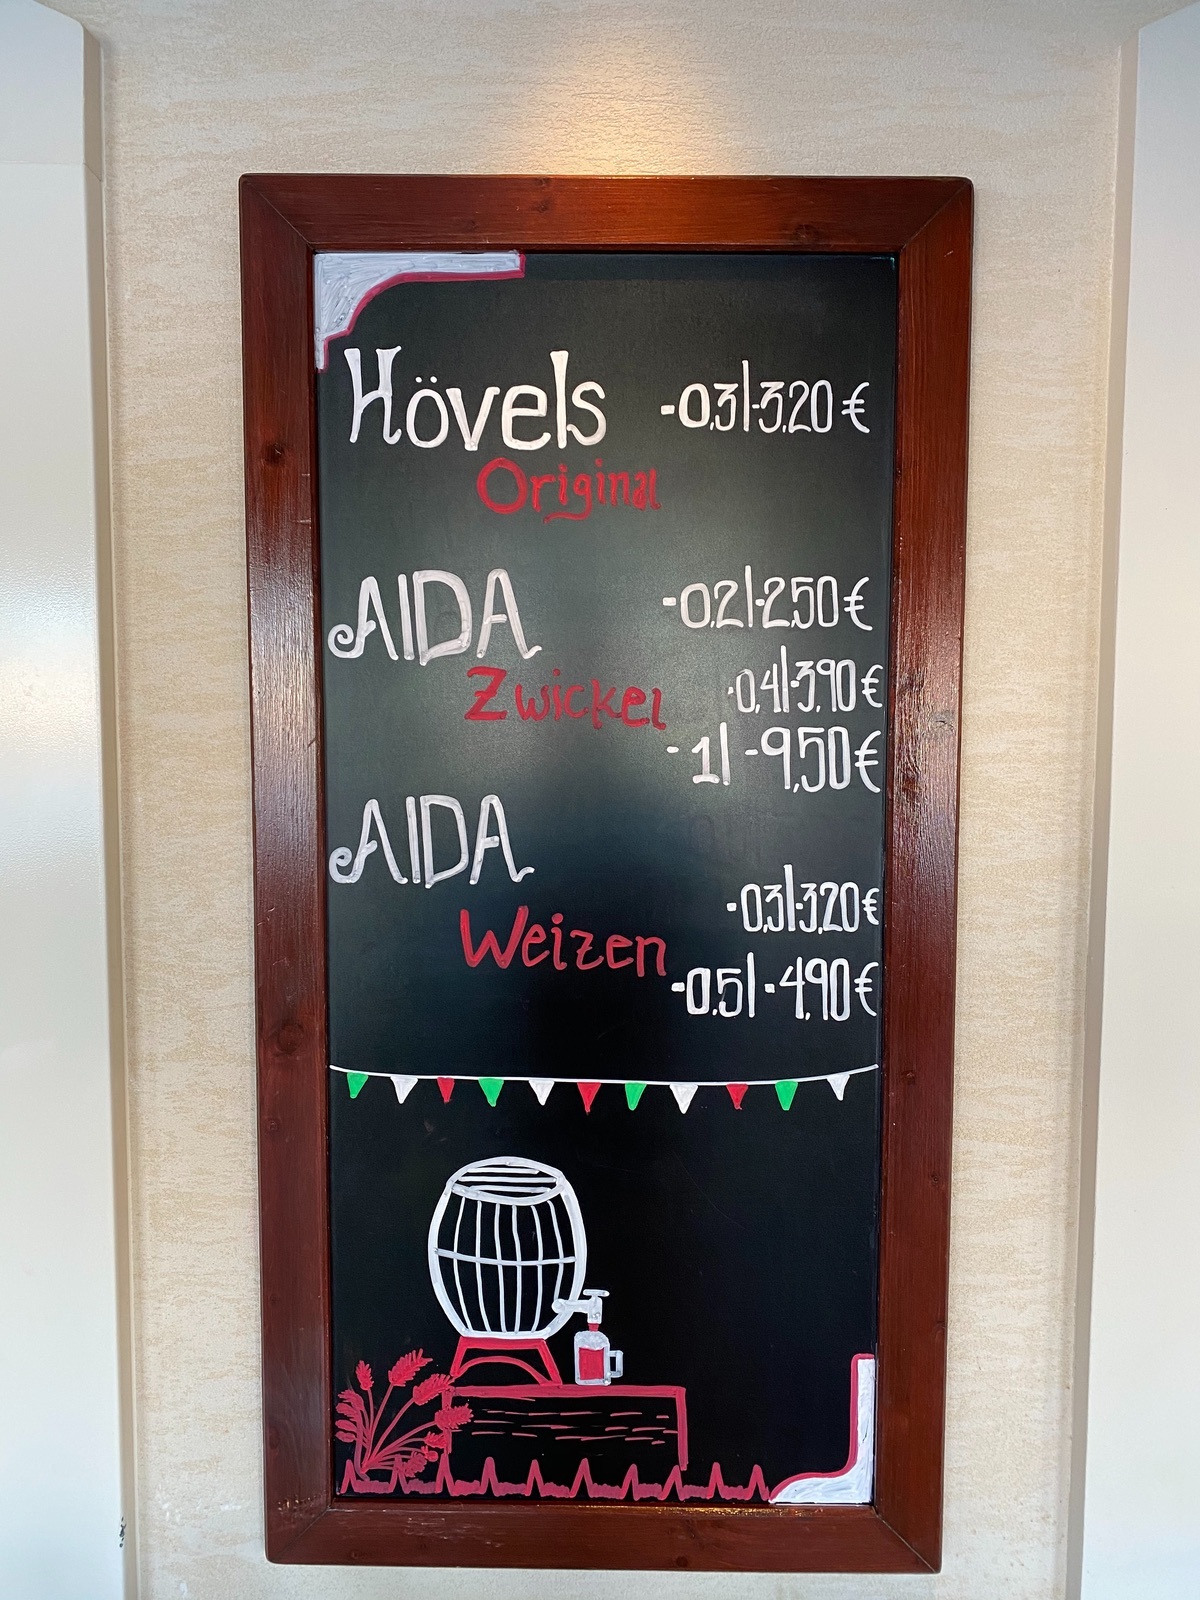 Hövels -0,3l-3,20 €
Original
AIDA -0,2l-2,50 €
Zwickel -0,4l-3,90 €
-1l -9,50 €
AIDA
-0,3l-3,20 €
Weizen
-0,5l -4,90 €